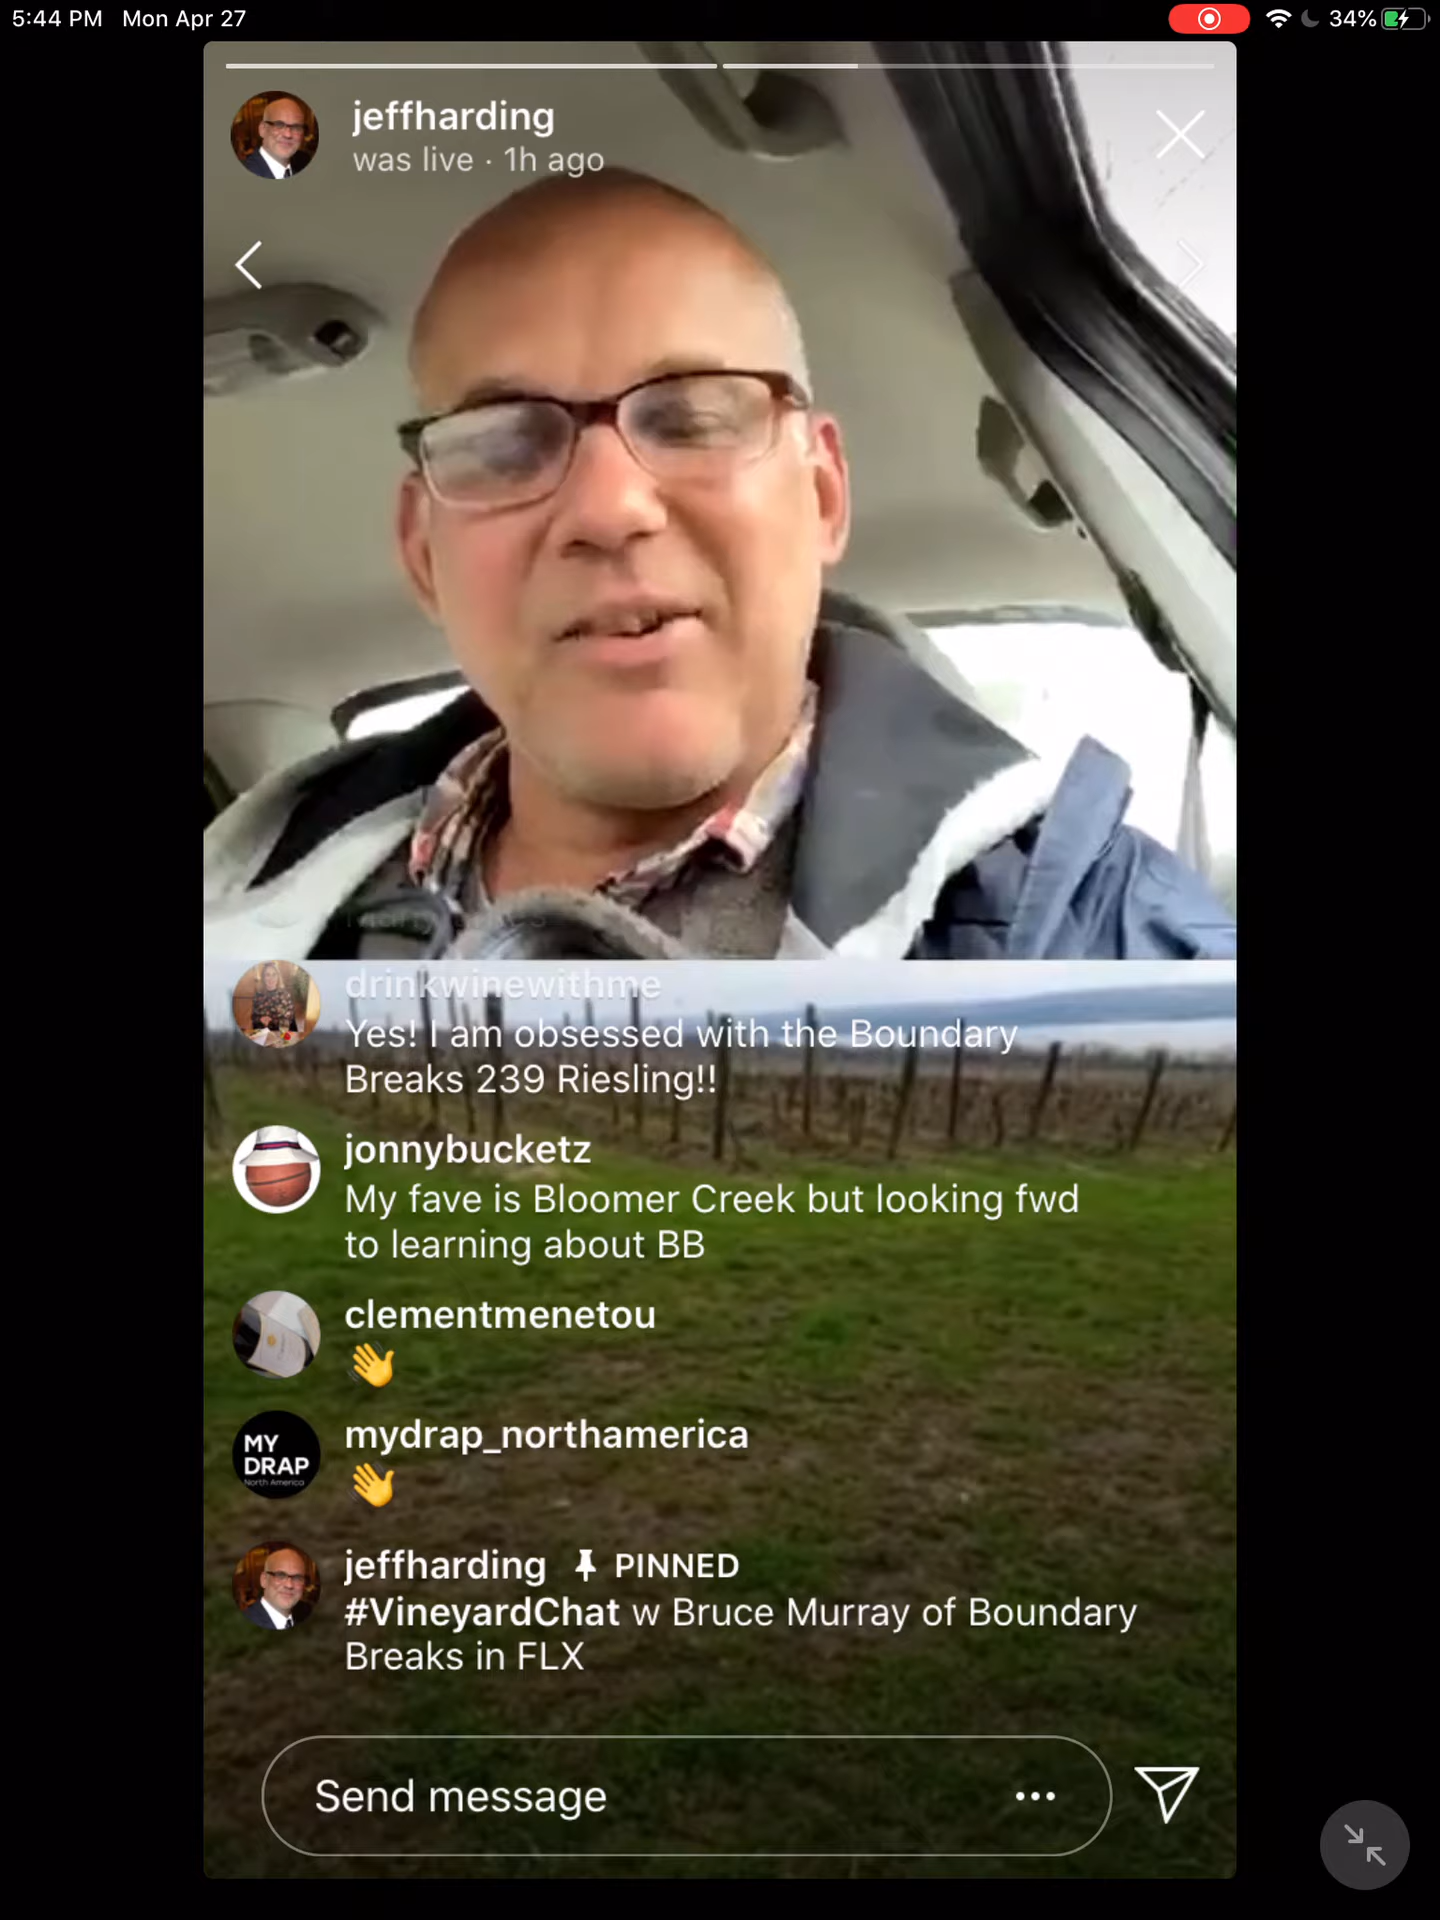 5:44 PM Mon Apr 27
34%
jeffharding
was live · 1h ago
drinkwinewithme
Yes! I am obsessed with the Boundary
Breaks 239 Riesling!!
jonnybucketz
My fave is Bloomer Creek but looking fwd
to learning about BB
clementmenetou
👋
MY
DRAP
North America
mydrap_northamerica
👋
jeffharding PINNED
#VineyardChat w Bruce Murray of Boundary
Breaks in FLX
Send message